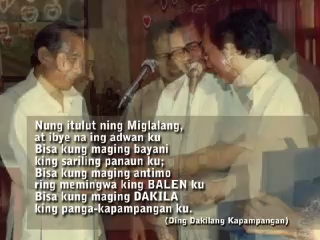 Nung itulut ning Miglalang,
at ibye na ing adwan ku
Bisa kung maging bayani
king sariling panaun ku;
Bisa kung maging antimo
ring memingwa king BALEN ku
Bisa kung maging DAKILA
king panga-kapampangan ku.
(Ding Dakilang Kapampangan)